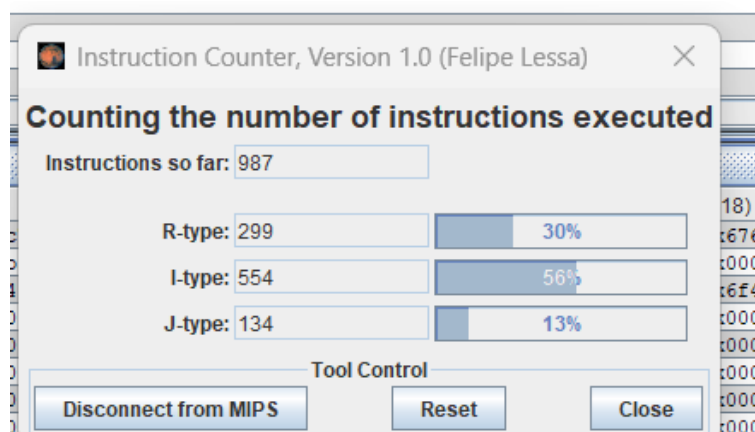 Instruction Counter, Version 1.0 (Felipe Lessa)
Counting the number of instructions executed
Instructions so far: 987
18)
R-type: 299 30%
I-type: 554 56%
J-type: 134 13%
Tool Control
Disconnect from MIPS Reset Close